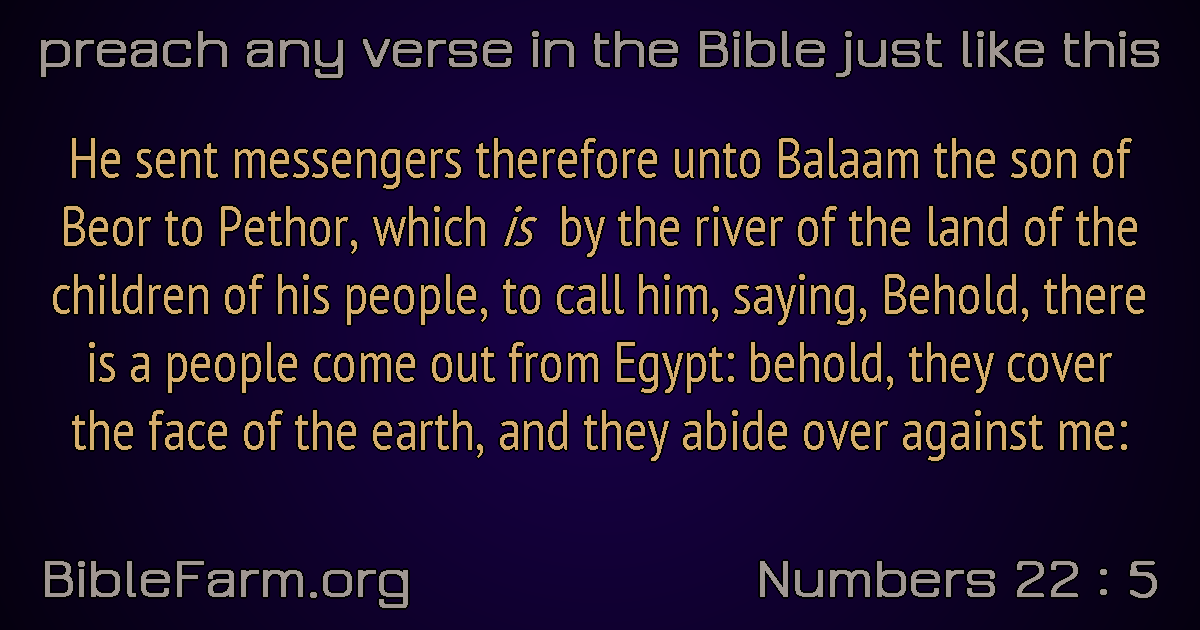 preach any verse in the Bible just like this
He sent messengers therefore unto Balaam the son of
Beor to Pethor, which is by the river of the land of the
children of his people, to call him, saying, Behold, there
is a people come out from Egypt: behold, they cover
the face of the earth, and they abide over against me:
BibleFarm.org
Numbers 22 : 5